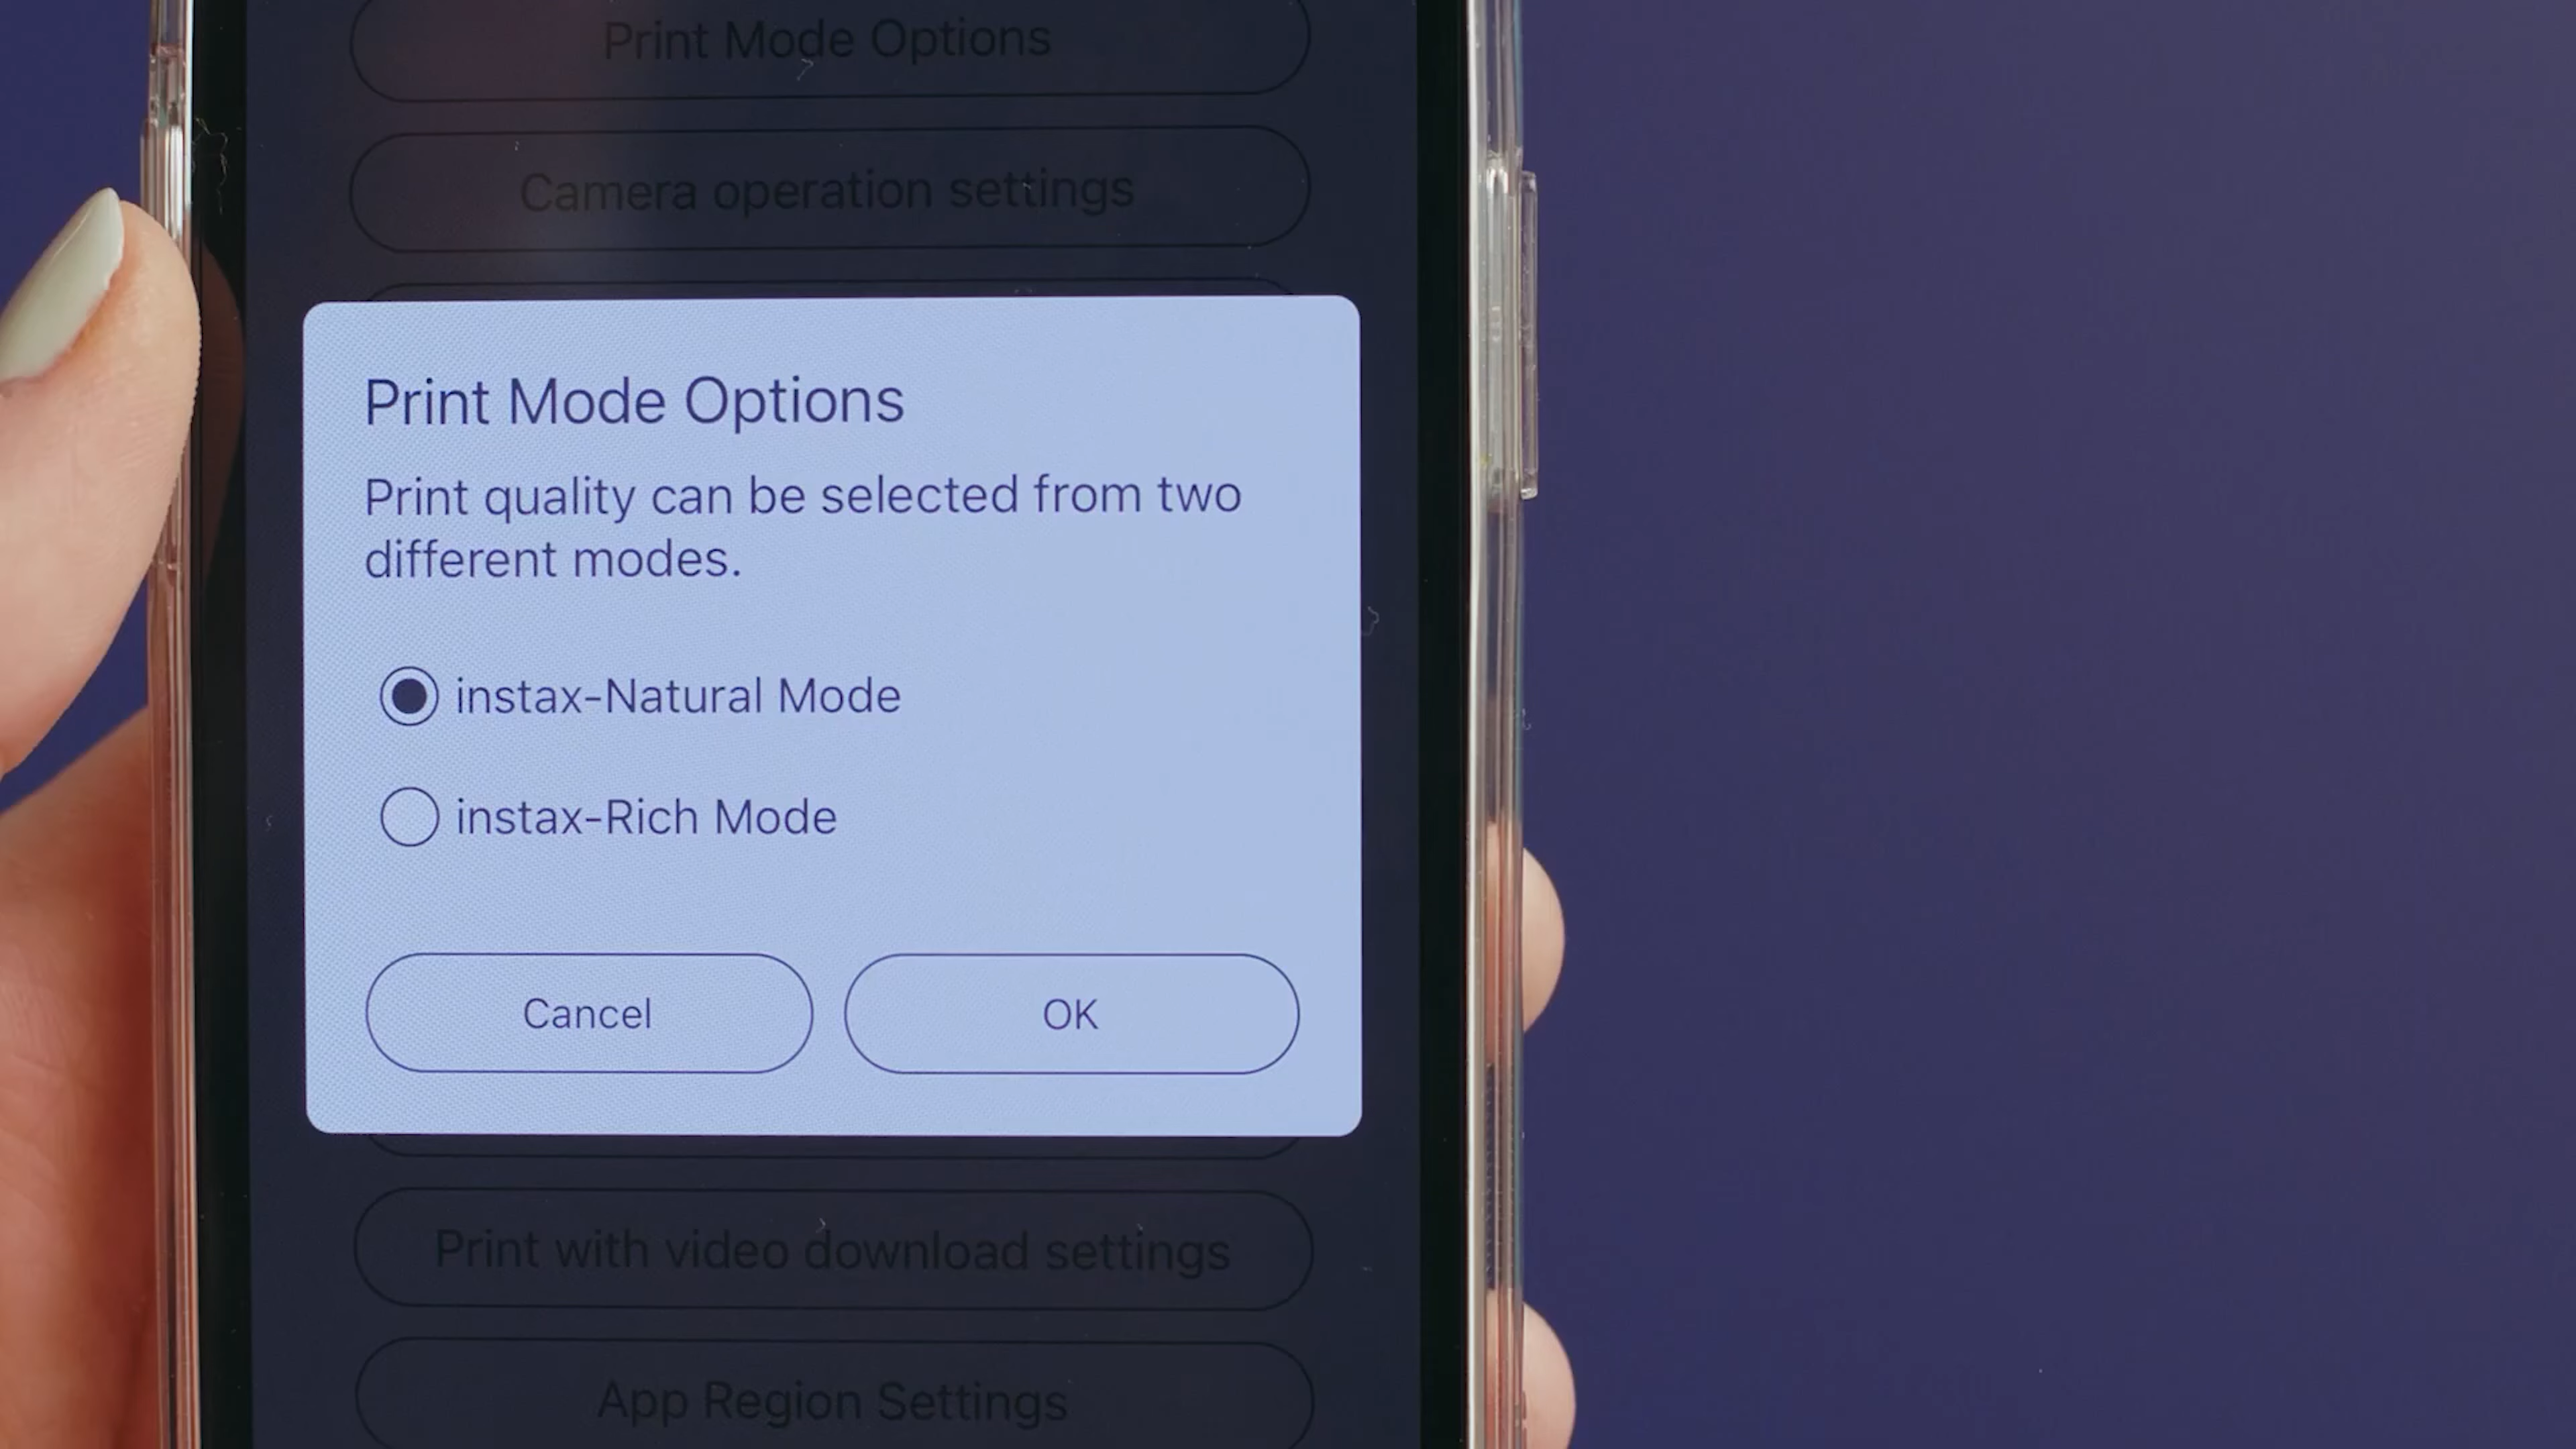 Print Mode Options
Camera operation settings
Print Mode Options
Print quality can be selected from two
different modes.
instax-Natural Mode
instax-Rich Mode
Cancel
OK
Print with video download settings
App Region Settings